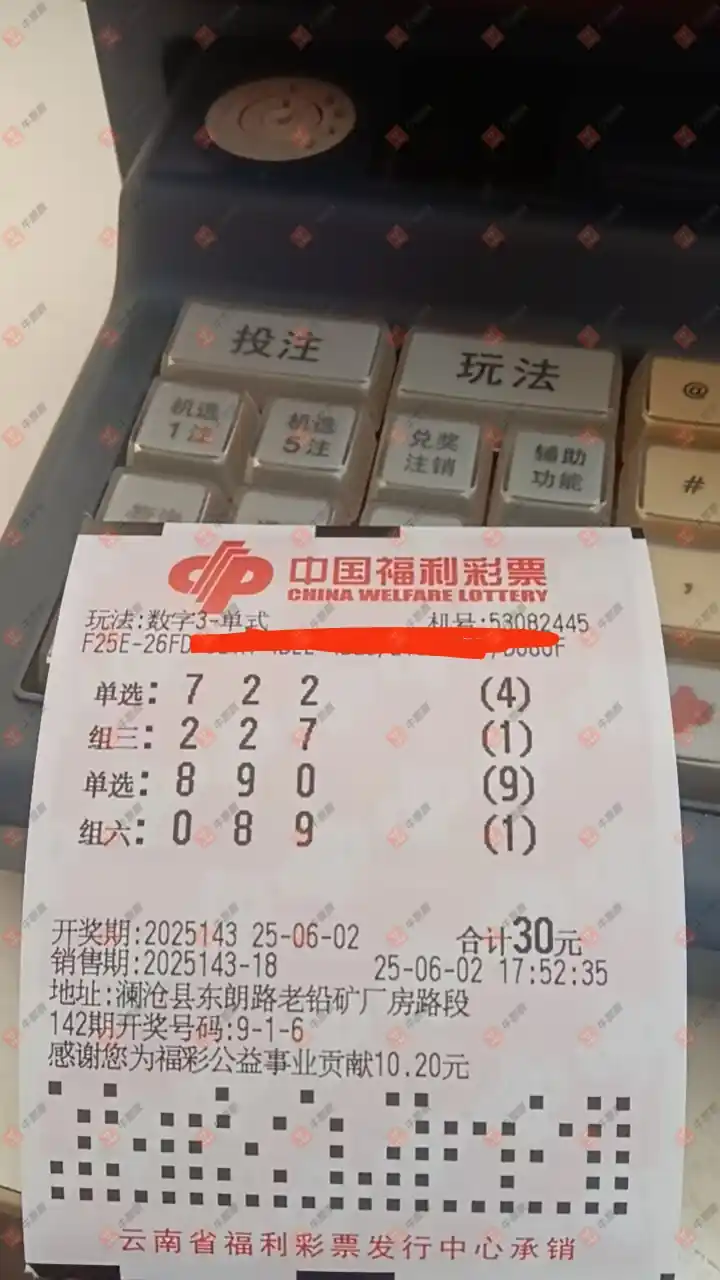 投注
玩法
@
机选
1注
机选
5注
兑奖
注销
辅助
功能
#
,
中国福利彩票
CHINA WELFARE LOTTERY
玩法:数字3-单式 机号:53082445
F25E-26FD
单选: 7 2 2 (4)
组三: 2 2 7 (1)
单选: 8 9 0 (9)
组六: 0 8 9 (1)
开奖期:2025143 25-06-02 合计30元
销售期:2025143-18 25-06-02 17:52:35
地址:澜沧县东朗路老铅矿厂房路段
142期开奖号码:9-1-6
感谢您为福彩公益事业贡献10.20元
云南省福利彩票发行中心承销